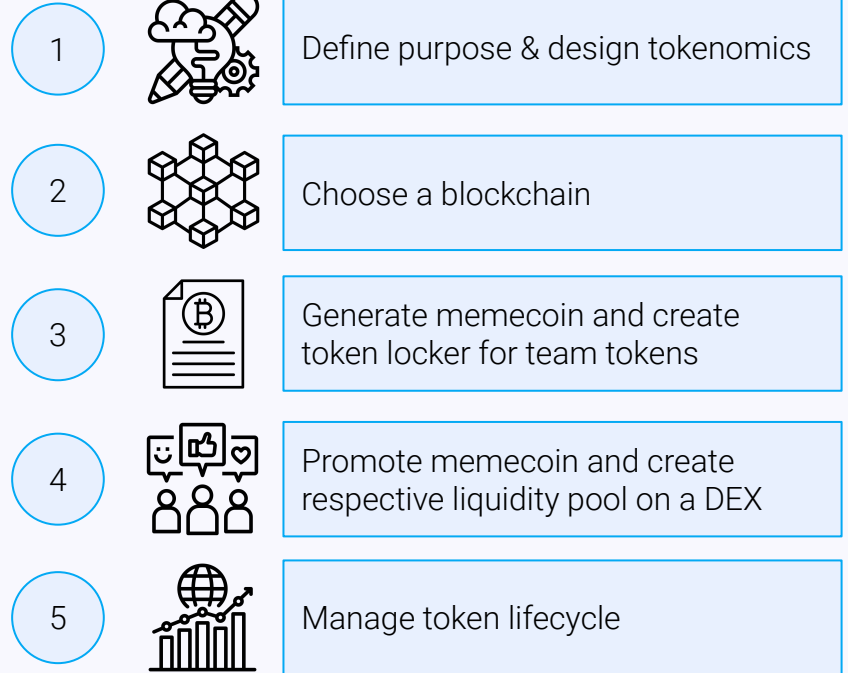 1
Define purpose & design tokenomics
2
Choose a blockchain
3
Generate memecoin and create
token locker for team tokens
4
Promote memecoin and create
respective liquidity pool on a DEX
5
Manage token lifecycle